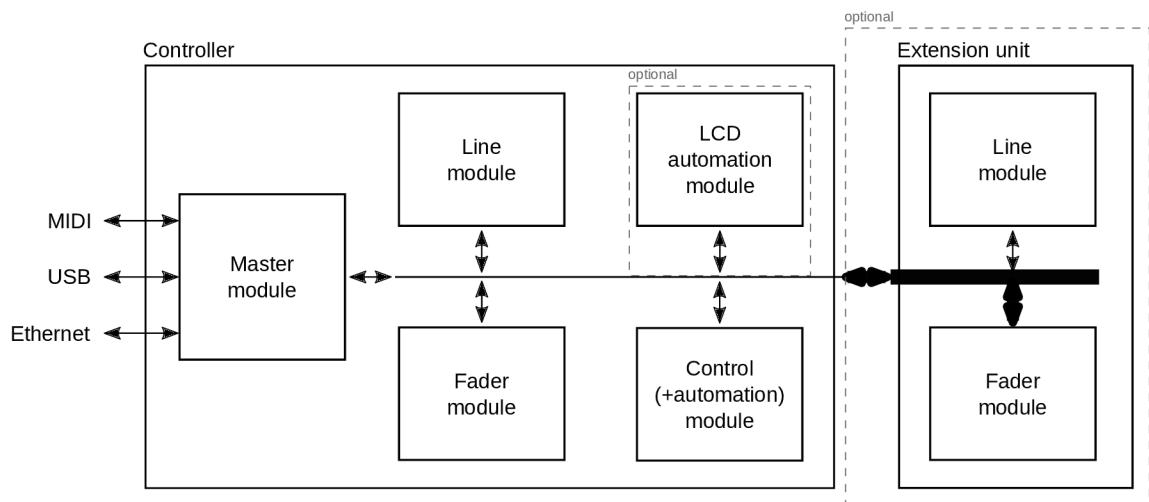 optional
Controller
Extension unit
optional
Line
module
LCD
automation
module
Line
module
MIDI
USB
Ethernet
Master
module
Fader
module
Control
(+automation)
module
Fader
module